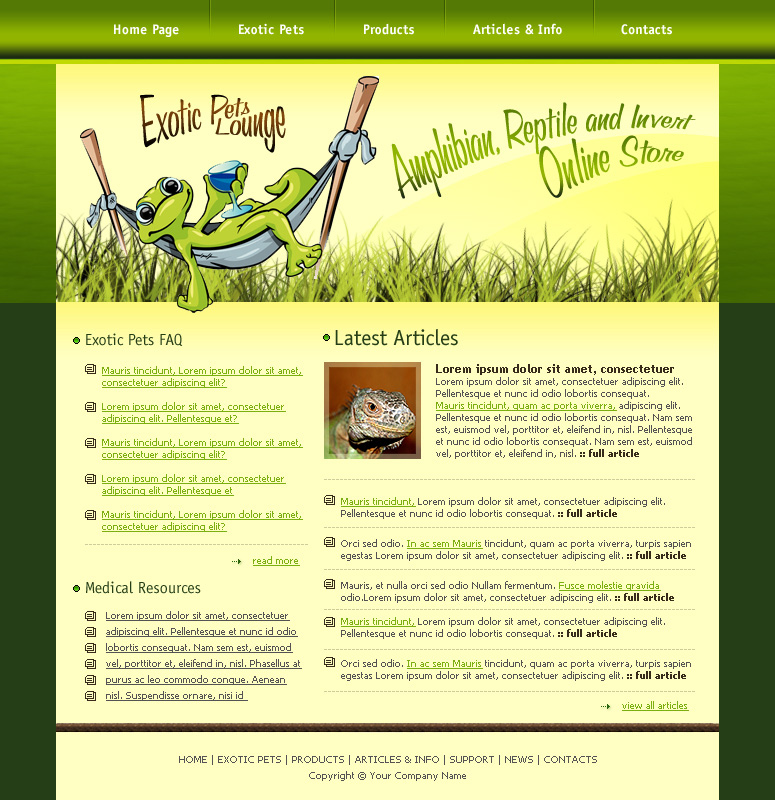 Home Page Exotic Pets Products Articles & Info Contacts
Exotic Pets
Lounge
Amphibian, Reptile and Invert
Online Store
Exotic Pets FAQ
Mauris tincidunt, Lorem ipsum dolor sit amet,
consectetuer adipiscing elit?
Lorem ipsum dolor sit amet, consectetuer
adipiscing elit. Pellentesque et?
Mauris tincidunt, Lorem ipsum dolor sit amet,
consectetuer adipiscing elit?
Lorem ipsum dolor sit amet, consectetuer
adipiscing elit. Pellentesque et
Mauris tincidunt, Lorem ipsum dolor sit amet,
consectetuer adipiscing elit?
read more
Medical Resources
Lorem ipsum dolor sit amet, consectetuer
adipiscing elit. Pellentesque et nunc id odio
lobortis consequat. Nam sem est, euismod
vel, porttitor et, eleifend in, nisl. Phasellus at
purus ac leo commodo congue. Aenean
nisl. Suspendisse ornare, nisi id
Latest Articles
Lorem ipsum dolor sit amet, consectetuer
Lorem ipsum dolor sit amet, consectetuer adipiscing elit.
Pellentesque et nunc id odio lobortis consequat.
Mauris tincidunt, quam ac porta viverra, adipiscing elit.
Pellentesque et nunc id odio lobortis consequat. Nam sem
est, euismod vel, porttitor et, eleifend in, nisl. Pellentesque
et nunc id odio lobortis consequat. Nam sem est, euismod
vel, porttitor et, eleifend in, nisl. :: full article
Mauris tincidunt, Lorem ipsum dolor sit amet, consectetuer adipiscing elit.
Pellentesque et nunc id odio lobortis consequat. :: full article
Orci sed odio. In ac sem Mauris tincidunt, quam ac porta viverra, turpis sapien
egestas Lorem ipsum dolor sit amet, consectetuer adipiscing elit. :: full article
Mauris, et nulla orci sed odio Nullam fermentum. Fusce molestie gravida
odio.Lorem ipsum dolor sit amet, consectetuer adipiscing elit. :: full article
Mauris tincidunt, Lorem ipsum dolor sit amet, consectetuer adipiscing elit.
Pellentesque et nunc id odio lobortis consequat. :: full article
Orci sed odio. In ac sem Mauris tincidunt, quam ac porta viverra, turpis sapien
egestas Lorem ipsum dolor sit amet, consectetuer adipiscing elit. :: full article
view all articles
HOME | EXOTIC PETS | PRODUCTS | ARTICLES & INFO | SUPPORT | NEWS | CONTACTS
Copyright © Your Company Name